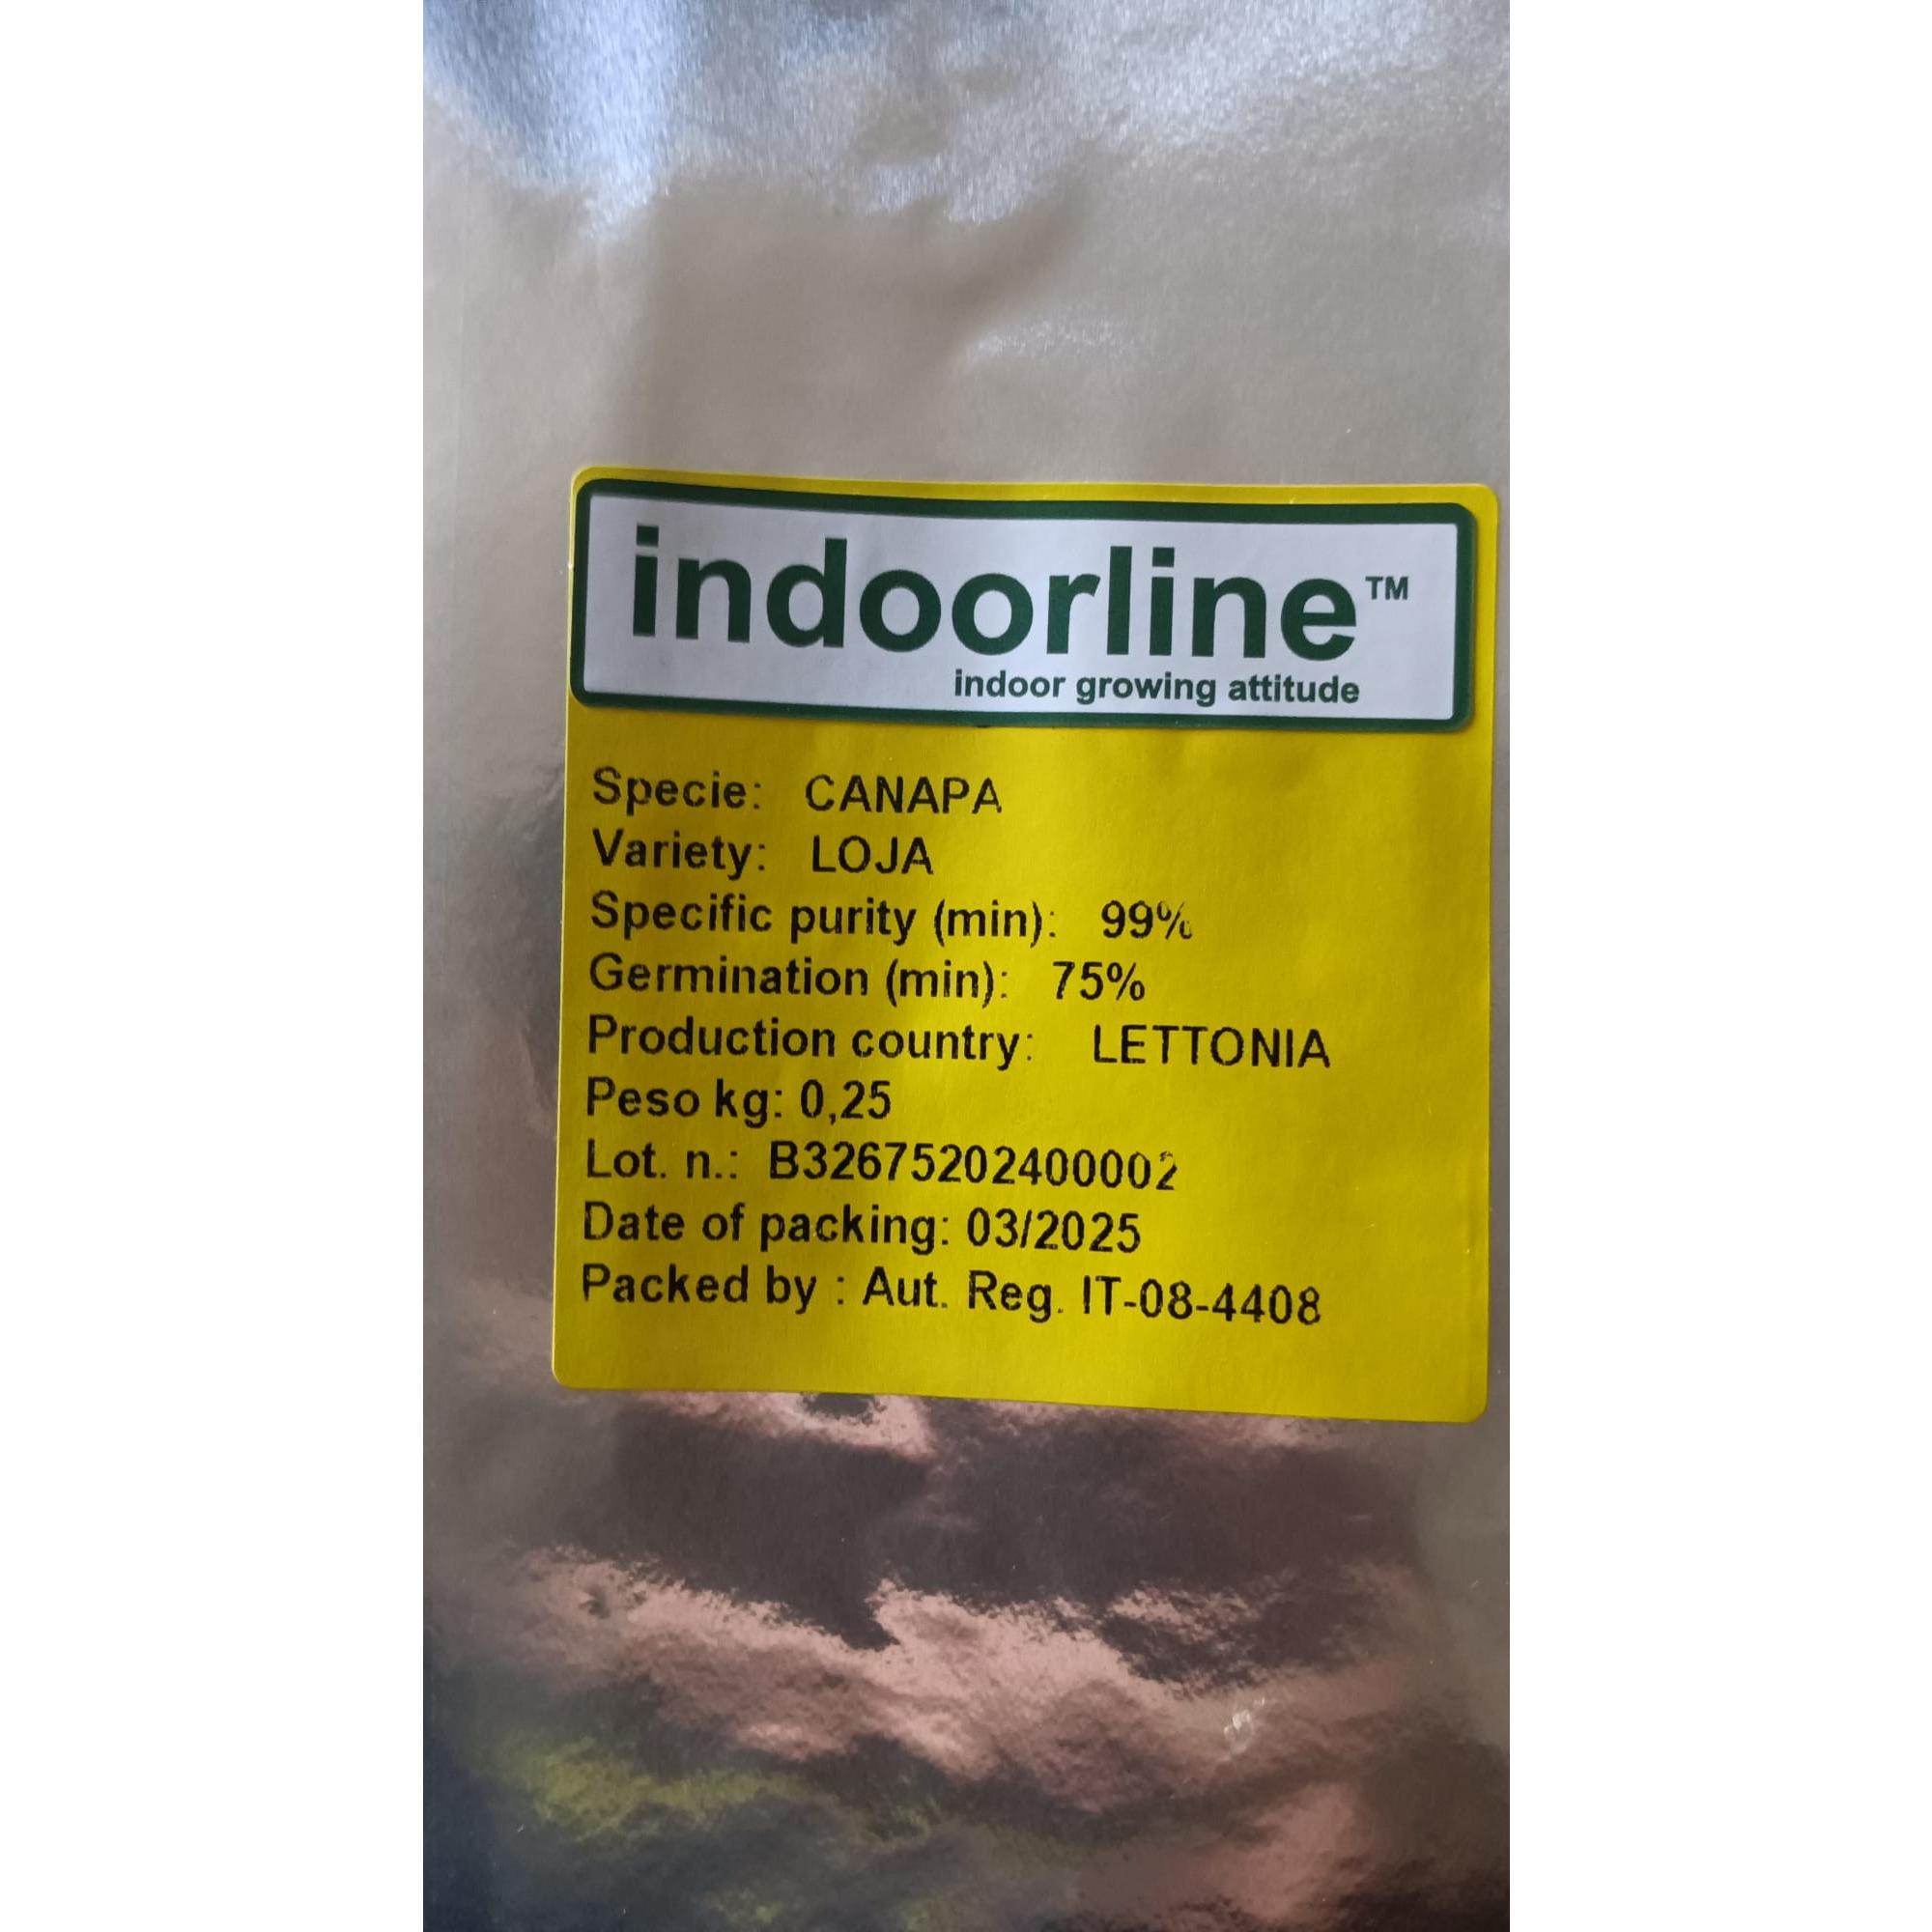 indoorline™
indoor growing attitude
Specie: CANAPA
Variety: LOJA
Specific purity (min): 99%
Germination (min): 75%
Production country: LETTONIA
Peso kg: 0,25
Lot. n.: B32675202400002
Date of packing: 03/2025
Packed by : Aut. Reg. IT-08-4408